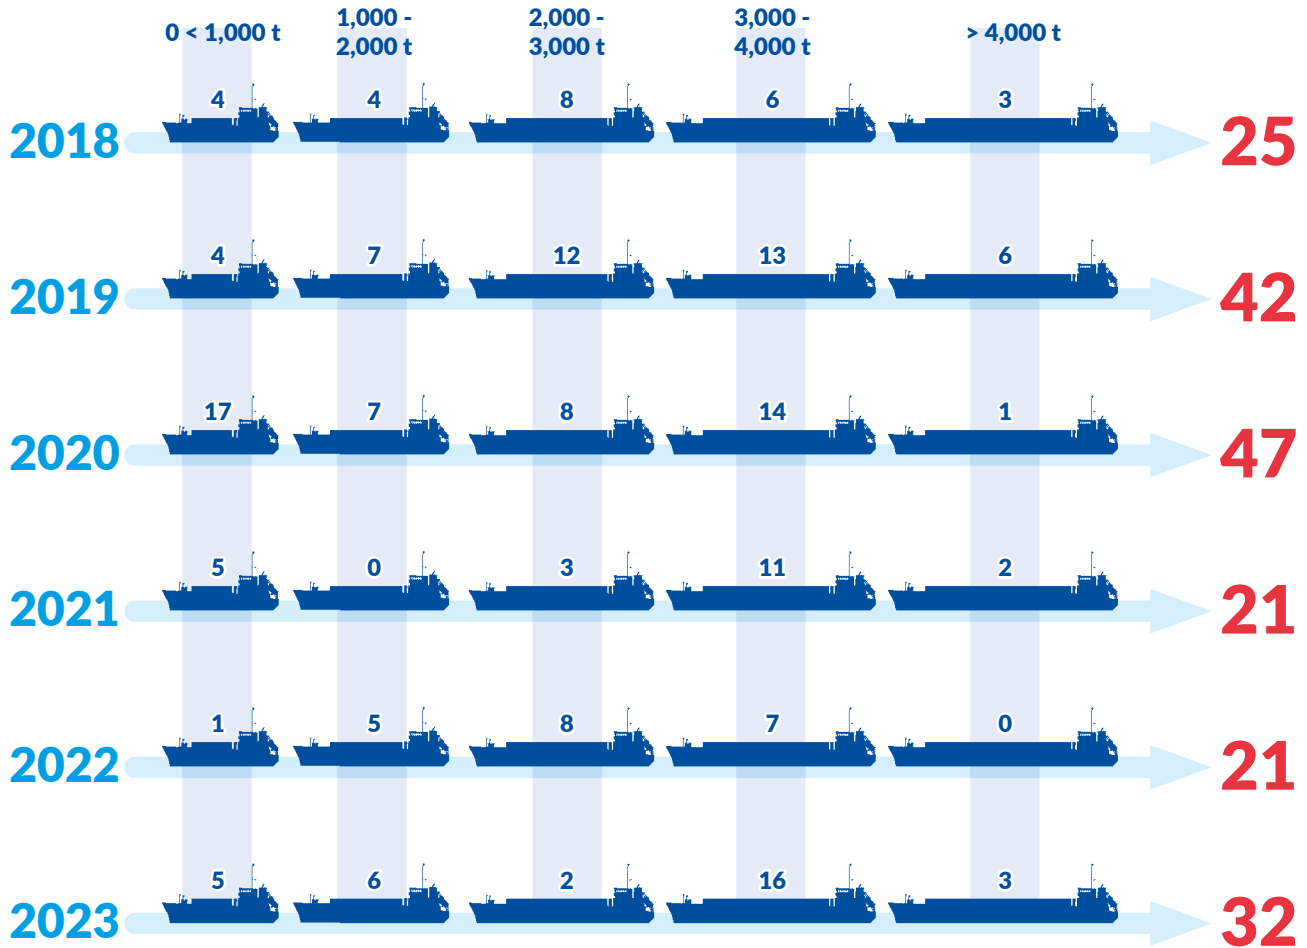 0 < 1,000 t
1,000 -
2,000 t
2,000 -
3,000 t
3,000 -
4,000 t
> 4,000 t
2018 4 4 8 6 3 25
2019 4 7 12 13 6 42
2020 17 7 8 14 1 47
2021 5 0 3 11 2 21
2022 1 5 8 7 0 21
2023 5 6 2 16 3 32